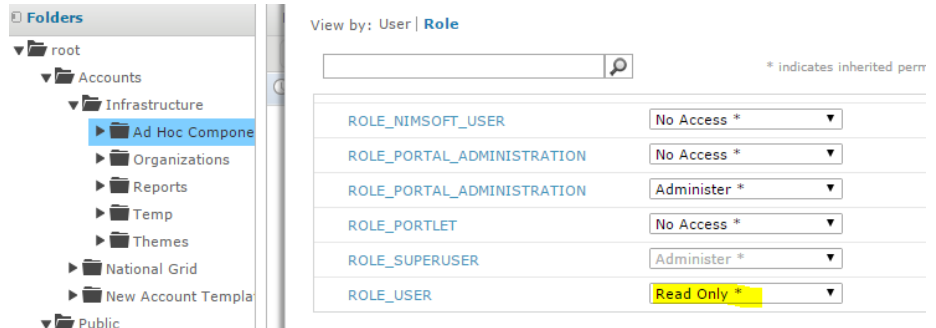 Folders
root
Accounts
Infrastructure
Ad Hoc Compone
Organizations
Reports
Temp
Themes
National Grid
New Account Templa
Public
View by: User | Role
* indicates inherited perm
ROLE_NIMSOFT_USER No Access *
ROLE_PORTAL_ADMINISTRATION No Access *
ROLE_PORTAL_ADMINISTRATION Administer *
ROLE_PORTLET No Access *
ROLE_SUPERUSER Administer *
ROLE_USER Read Only *